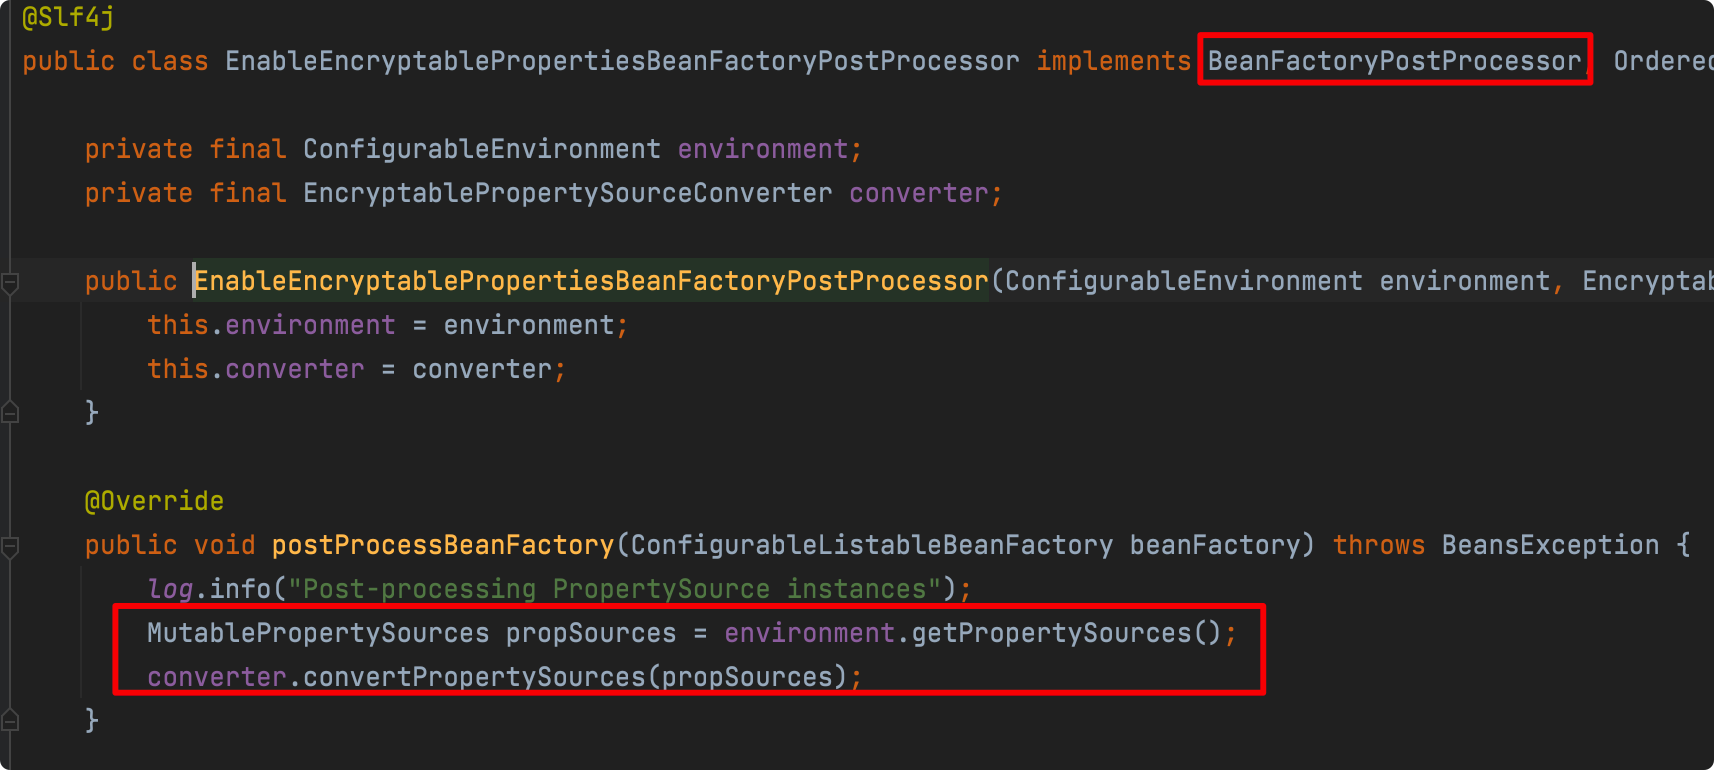 @Slf4j
public class EnableEncryptablePropertiesBeanFactoryPostProcessor implements BeanFactoryPostProcessor, Ordered
private final ConfigurableEnvironment environment;
private final EncryptablePropertySourceConverter converter;
public EnableEncryptablePropertiesBeanFactoryPostProcessor(ConfigurableEnvironment environment, Encryptab
this.environment = environment;
this.converter = converter;
}
@Override
public void postProcessBeanFactory(ConfigurableListableBeanFactory beanFactory) throws BeansException {
log.info("Post-processing PropertySource instances");
MutablePropertySources propSources = environment.getPropertySources();
converter.convertPropertySources(propSources);
}